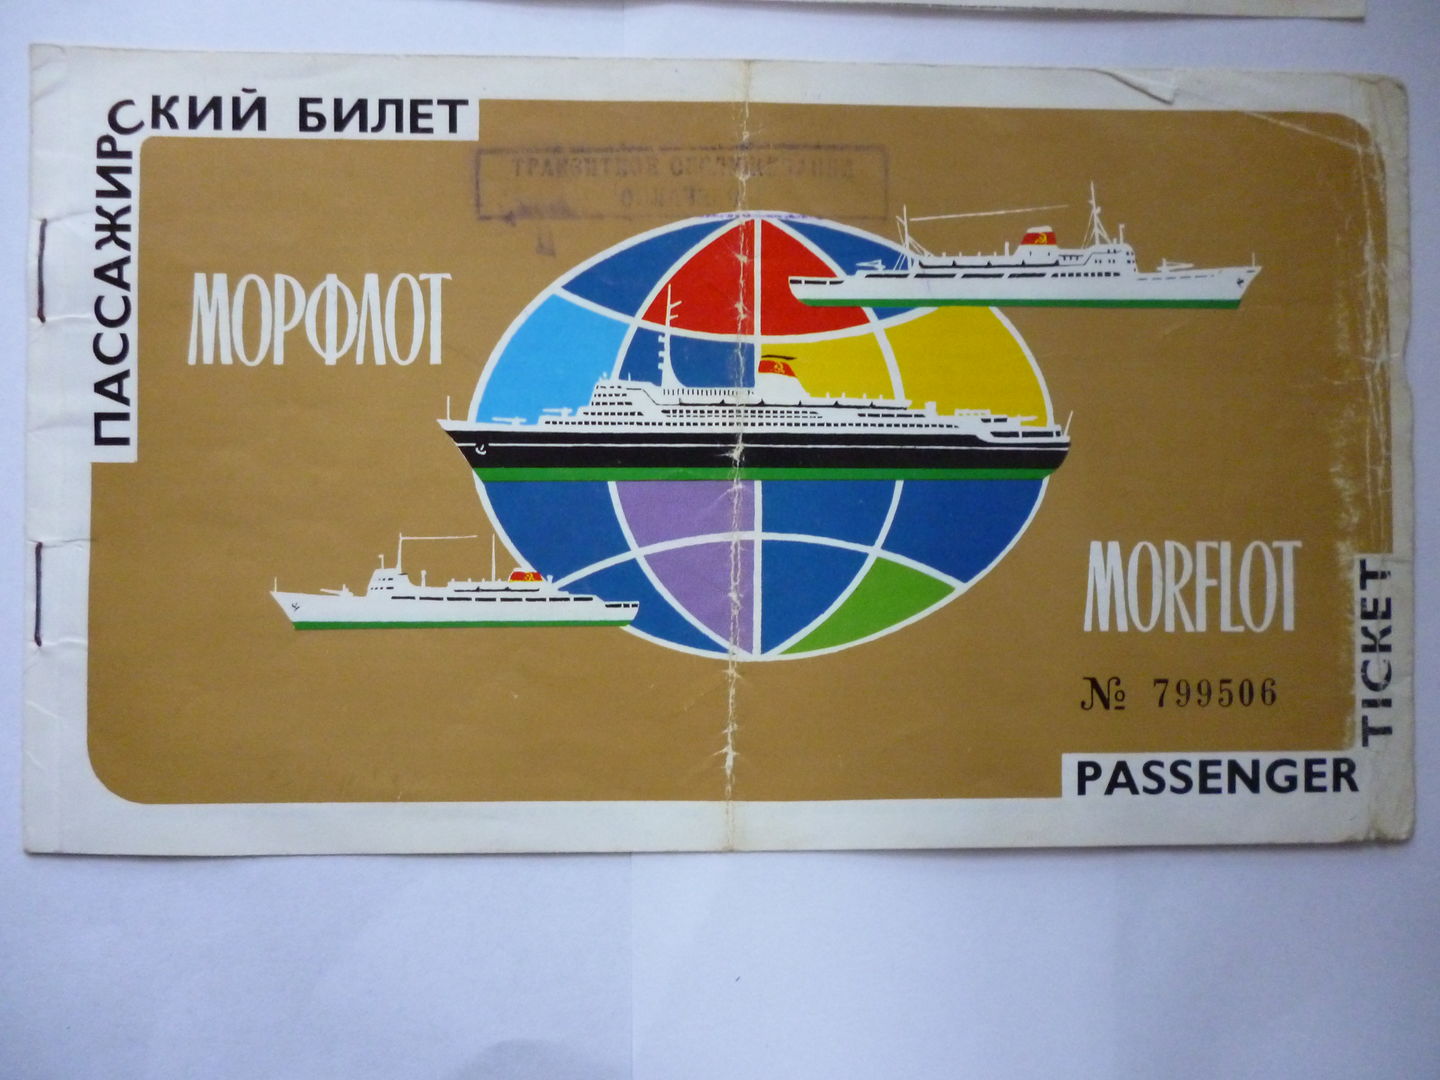 ПАССАЖИРСКИЙ БИЛЕТ
МОРФЛОТ
MORFLOT
№ 799506
PASSENGER TICKET